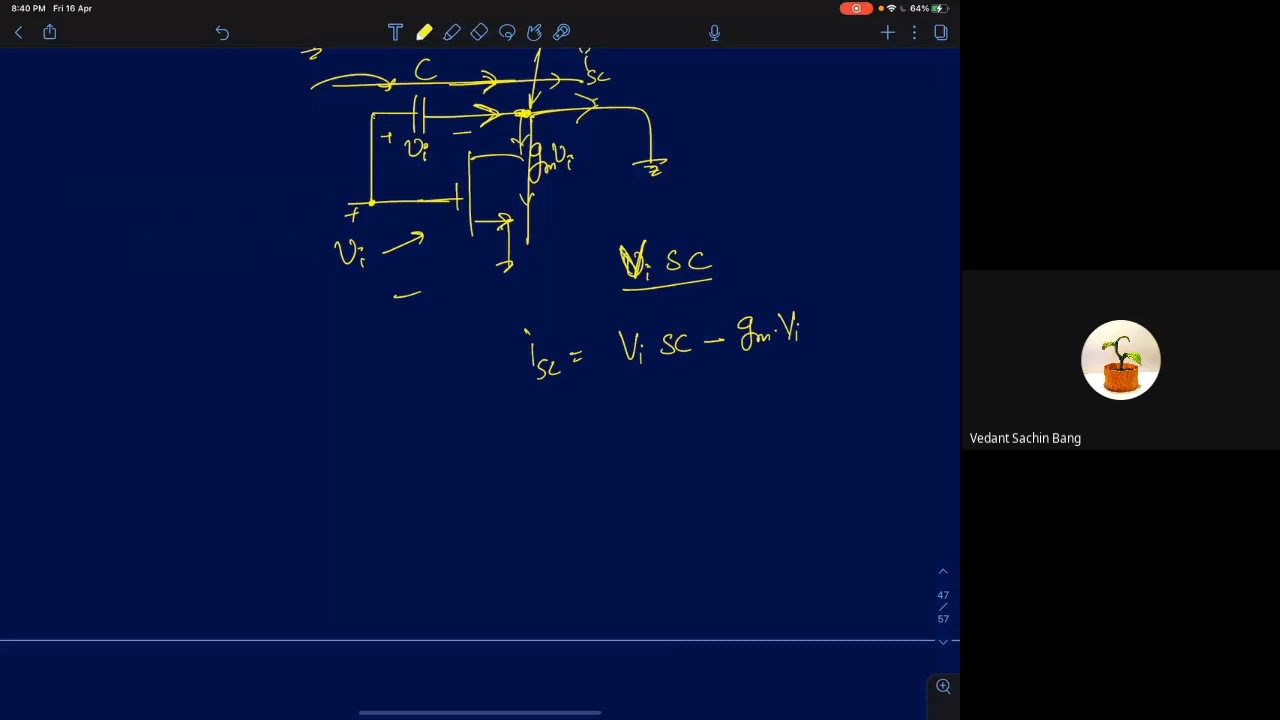 8:40 PM Fri 16 Apr
64%
T
C
i
sc
+
vi
−
gmvi
+
vi
−
Vi SC
isc = Vi SC − gm·Vi
Vedant Sachin Bang
47
/
57